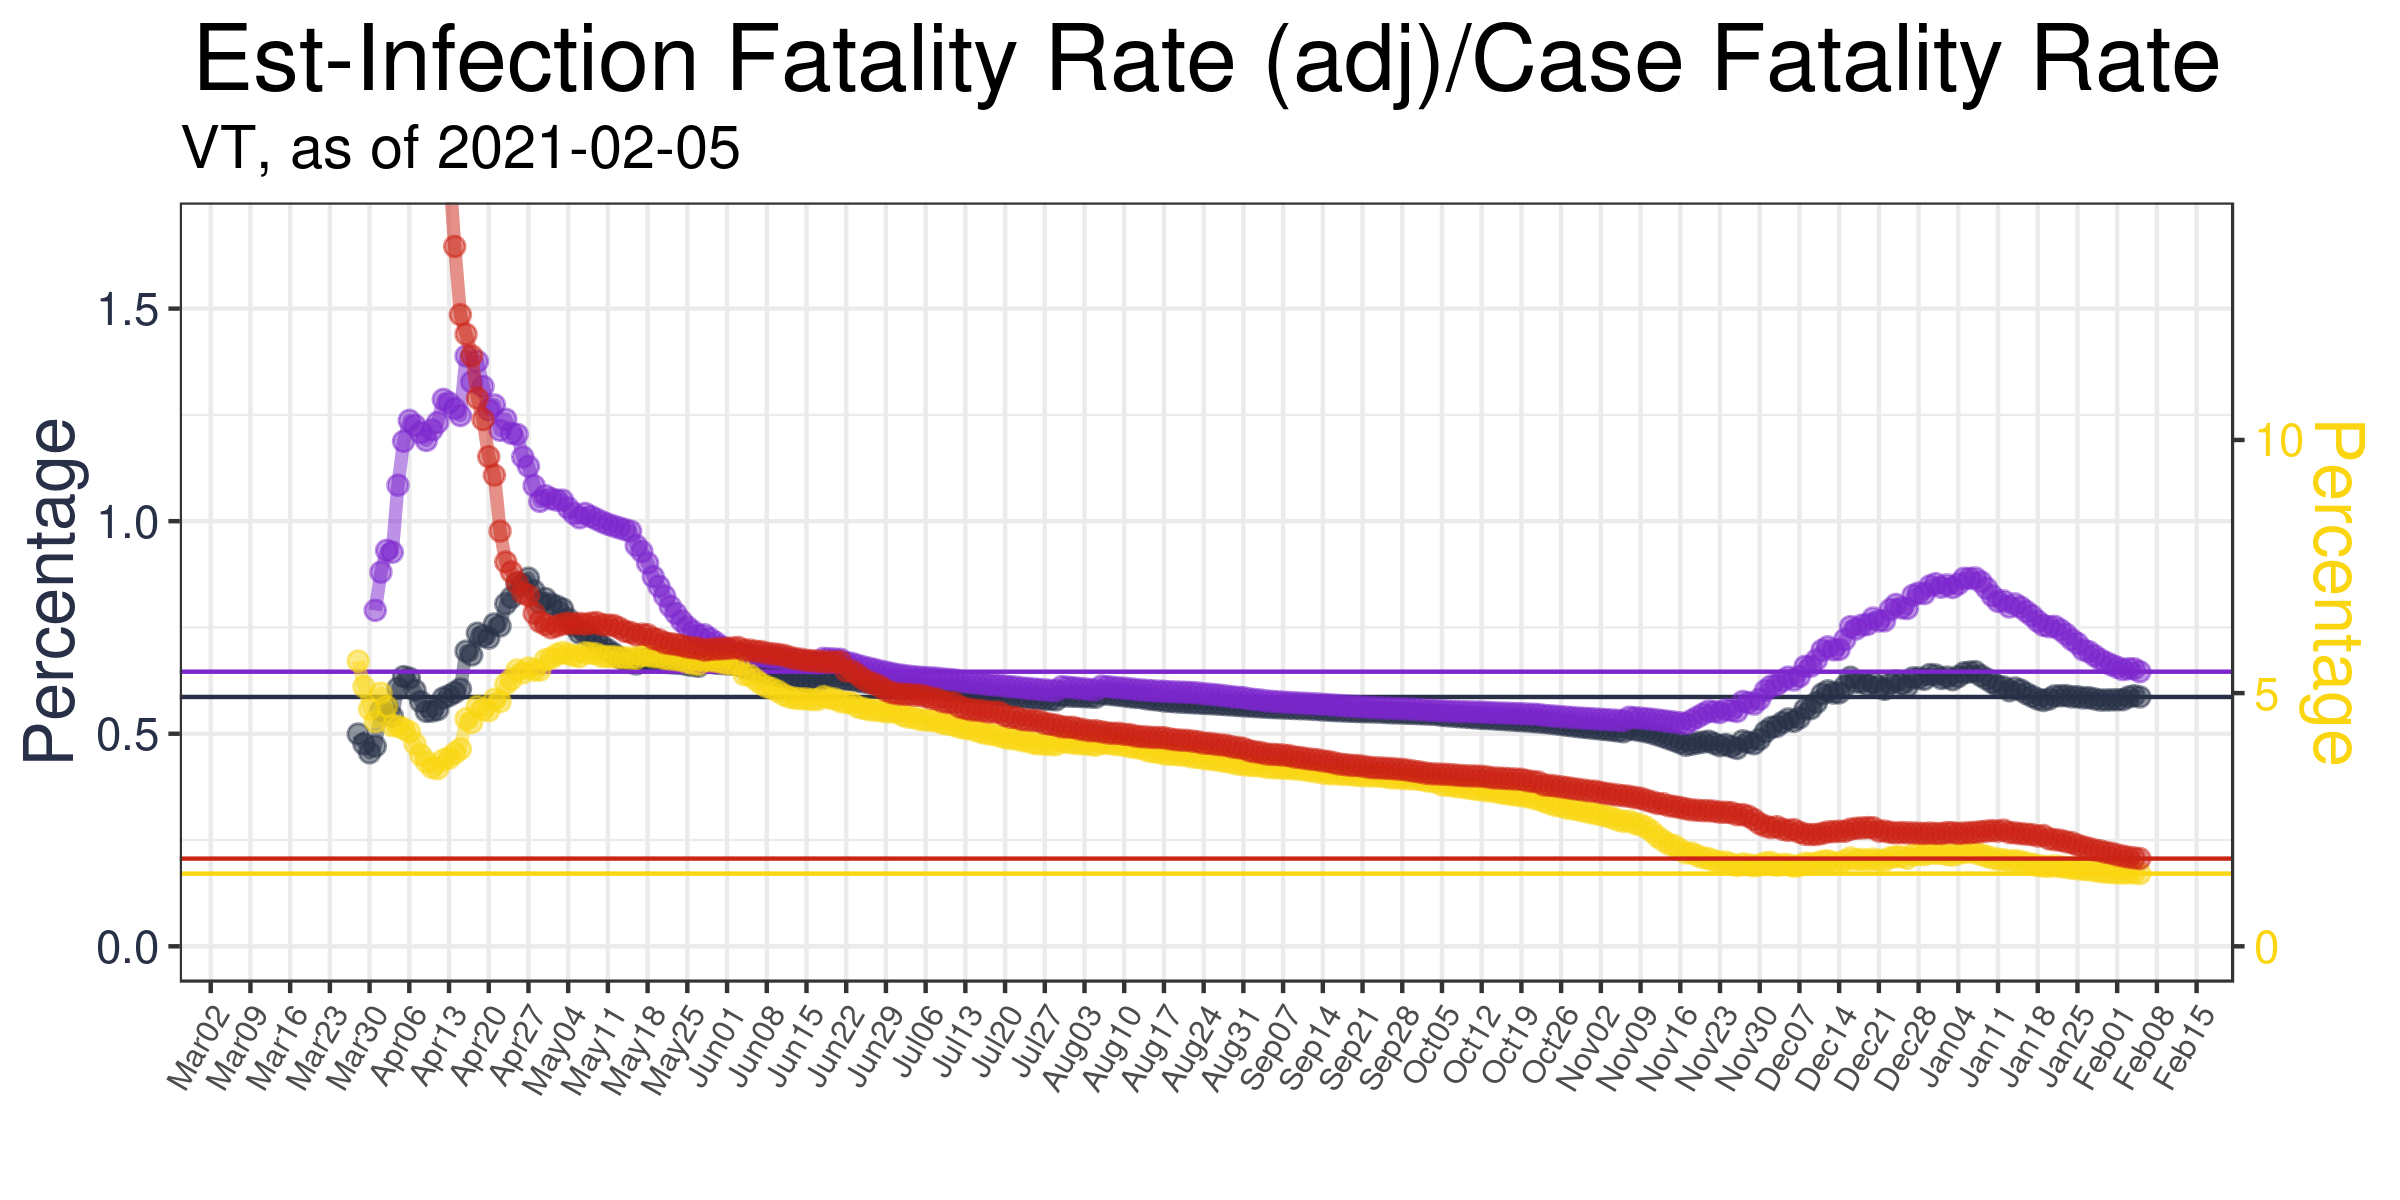 Est-Infection Fatality Rate (adj)/Case Fatality Rate
VT, as of 2021-02-05
Percentage
1.5
1.0
0.5
0.0
10
5
0
Percentage
Mar02
Mar09
Mar16
Mar23
Mar30
Apr06
Apr13
Apr20
Apr27
May04
May11
May18
May25
Jun01
Jun08
Jun15
Jun22
Jun29
Jul06
Jul13
Jul20
Jul27
Aug03
Aug10
Aug17
Aug24
Aug31
Sep07
Sep14
Sep21
Sep28
Oct05
Oct12
Oct19
Oct26
Nov02
Nov09
Nov16
Nov23
Nov30
Dec07
Dec14
Dec21
Dec28
Jan04
Jan11
Jan18
Jan25
Feb01
Feb08
Feb15